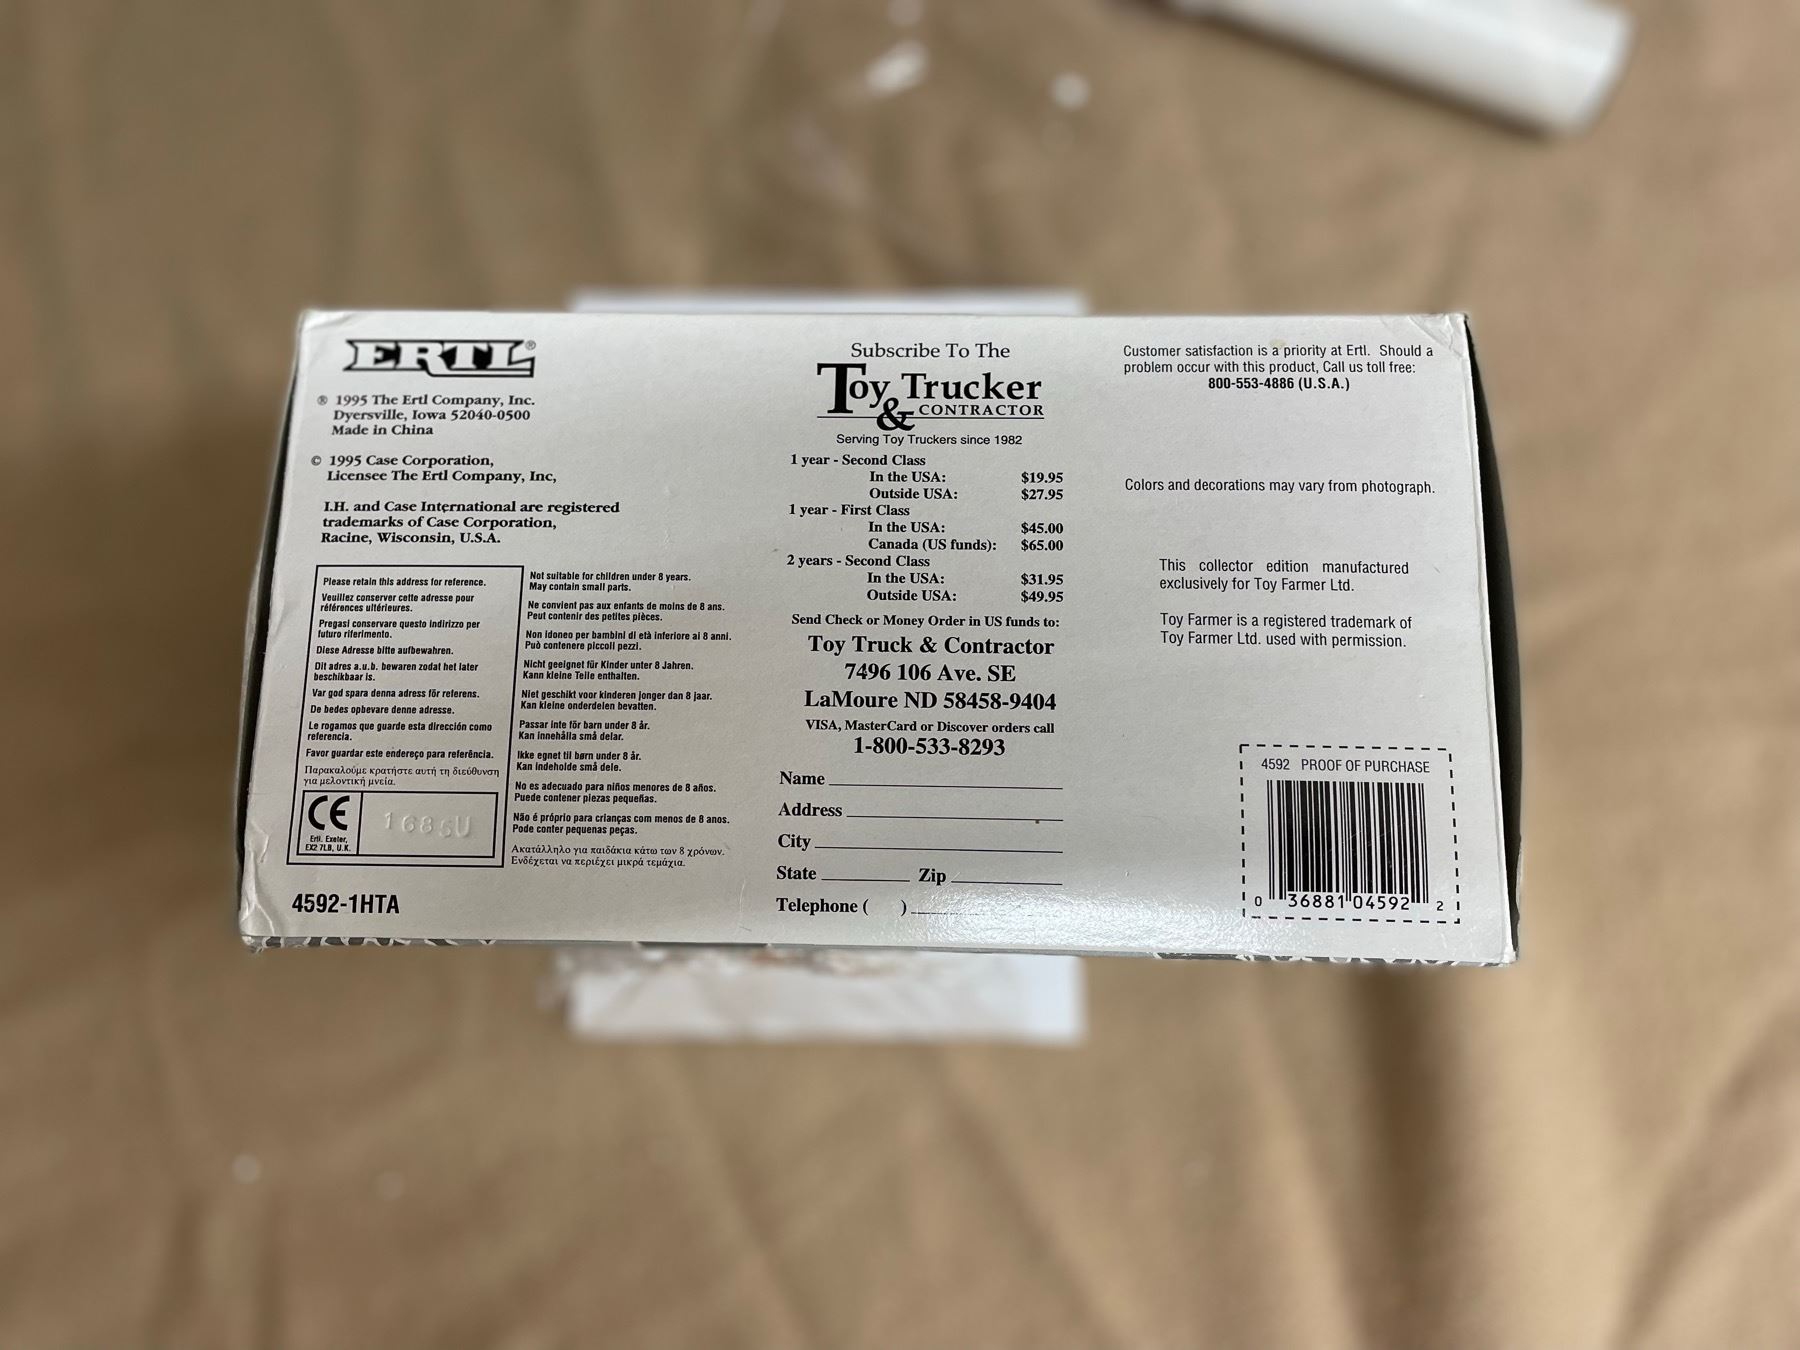 ERTL®
® 1995 The Ertl Company, Inc.
Dyersville, Iowa 52040-0500
Made in China
© 1995 Case Corporation,
Licensee The Ertl Company, Inc,
I.H. and Case International are registered
trademarks of Case Corporation,
Racine, Wisconsin, U.S.A.
Please retain this address for reference.
Veuillez conserver cette adresse pour
références ultérieures.
Pregasi conservare questo indirizzo per
futuro riferimento.
Diese Adresse bitte aufbewahren.
Dit adres a.u.b. bewaren zodat het later
beschikbaar is.
Var god spara denna adress för referens.
De bedes opbevare denne adresse.
Le rogamos que guarde esta dirección como
referencia.
Favor guardar este endereço para referência.
Παρακαλούμε κρατήστε αυτή τη διεύθυνση
για μελοντική μνεία.
CE
Ertl, Exeter,
EX2 7LB, U.K.
Not suitable for children under 8 years.
May contain small parts.
Ne convient pas aux enfants de moins de 8 ans.
Peut contenir des petites pièces.
Non idoneo per bambini di età inferiore ai 8 anni.
Può contenere piccoli pezzi.
Nicht geeignet für Kinder unter 8 Jahren.
Kann kleine Teile enthalten.
Niet geschikt voor kinderen jonger dan 8 jaar.
Kan kleine onderdelen bevatten.
Passar inte för barn under 8 år.
Kan innehålla små delar.
Ikke egnet til børn under 8 år.
Kan indeholde små dele.
No es adecuado para niños menores de 8 años.
Puede contener piezas pequeñas.
Não é próprio para crianças com menos de 8 anos.
Pode conter pequenas peças.
Ακατάλληλο για παιδάκια κάτω των 8 χρόνων.
Ενδέχεται να περιέχει μικρά τεμάχια.
4592-1HTA
Subscribe To The
Toy Trucker
& CONTRACTOR
Serving Toy Truckers since 1982
1 year - Second Class
In the USA: $19.95
Outside USA: $27.95
1 year - First Class
In the USA: $45.00
Canada (US funds): $65.00
2 years - Second Class
In the USA: $31.95
Outside USA: $49.95
Send Check or Money Order in US funds to:
Toy Truck & Contractor
7496 106 Ave. SE
LaMoure ND 58458-9404
VISA, MasterCard or Discover orders call
1-800-533-8293
Name
Address
City
State Zip
Telephone ( )
Customer satisfaction is a priority at Ertl. Should a
problem occur with this product, Call us toll free:
800-553-4886 (U.S.A.)
Colors and decorations may vary from photograph.
This collector edition manufactured
exclusively for Toy Farmer Ltd.
Toy Farmer is a registered trademark of
Toy Farmer Ltd. used with permission.
4592 PROOF OF PURCHASE
0 36881 04592 2